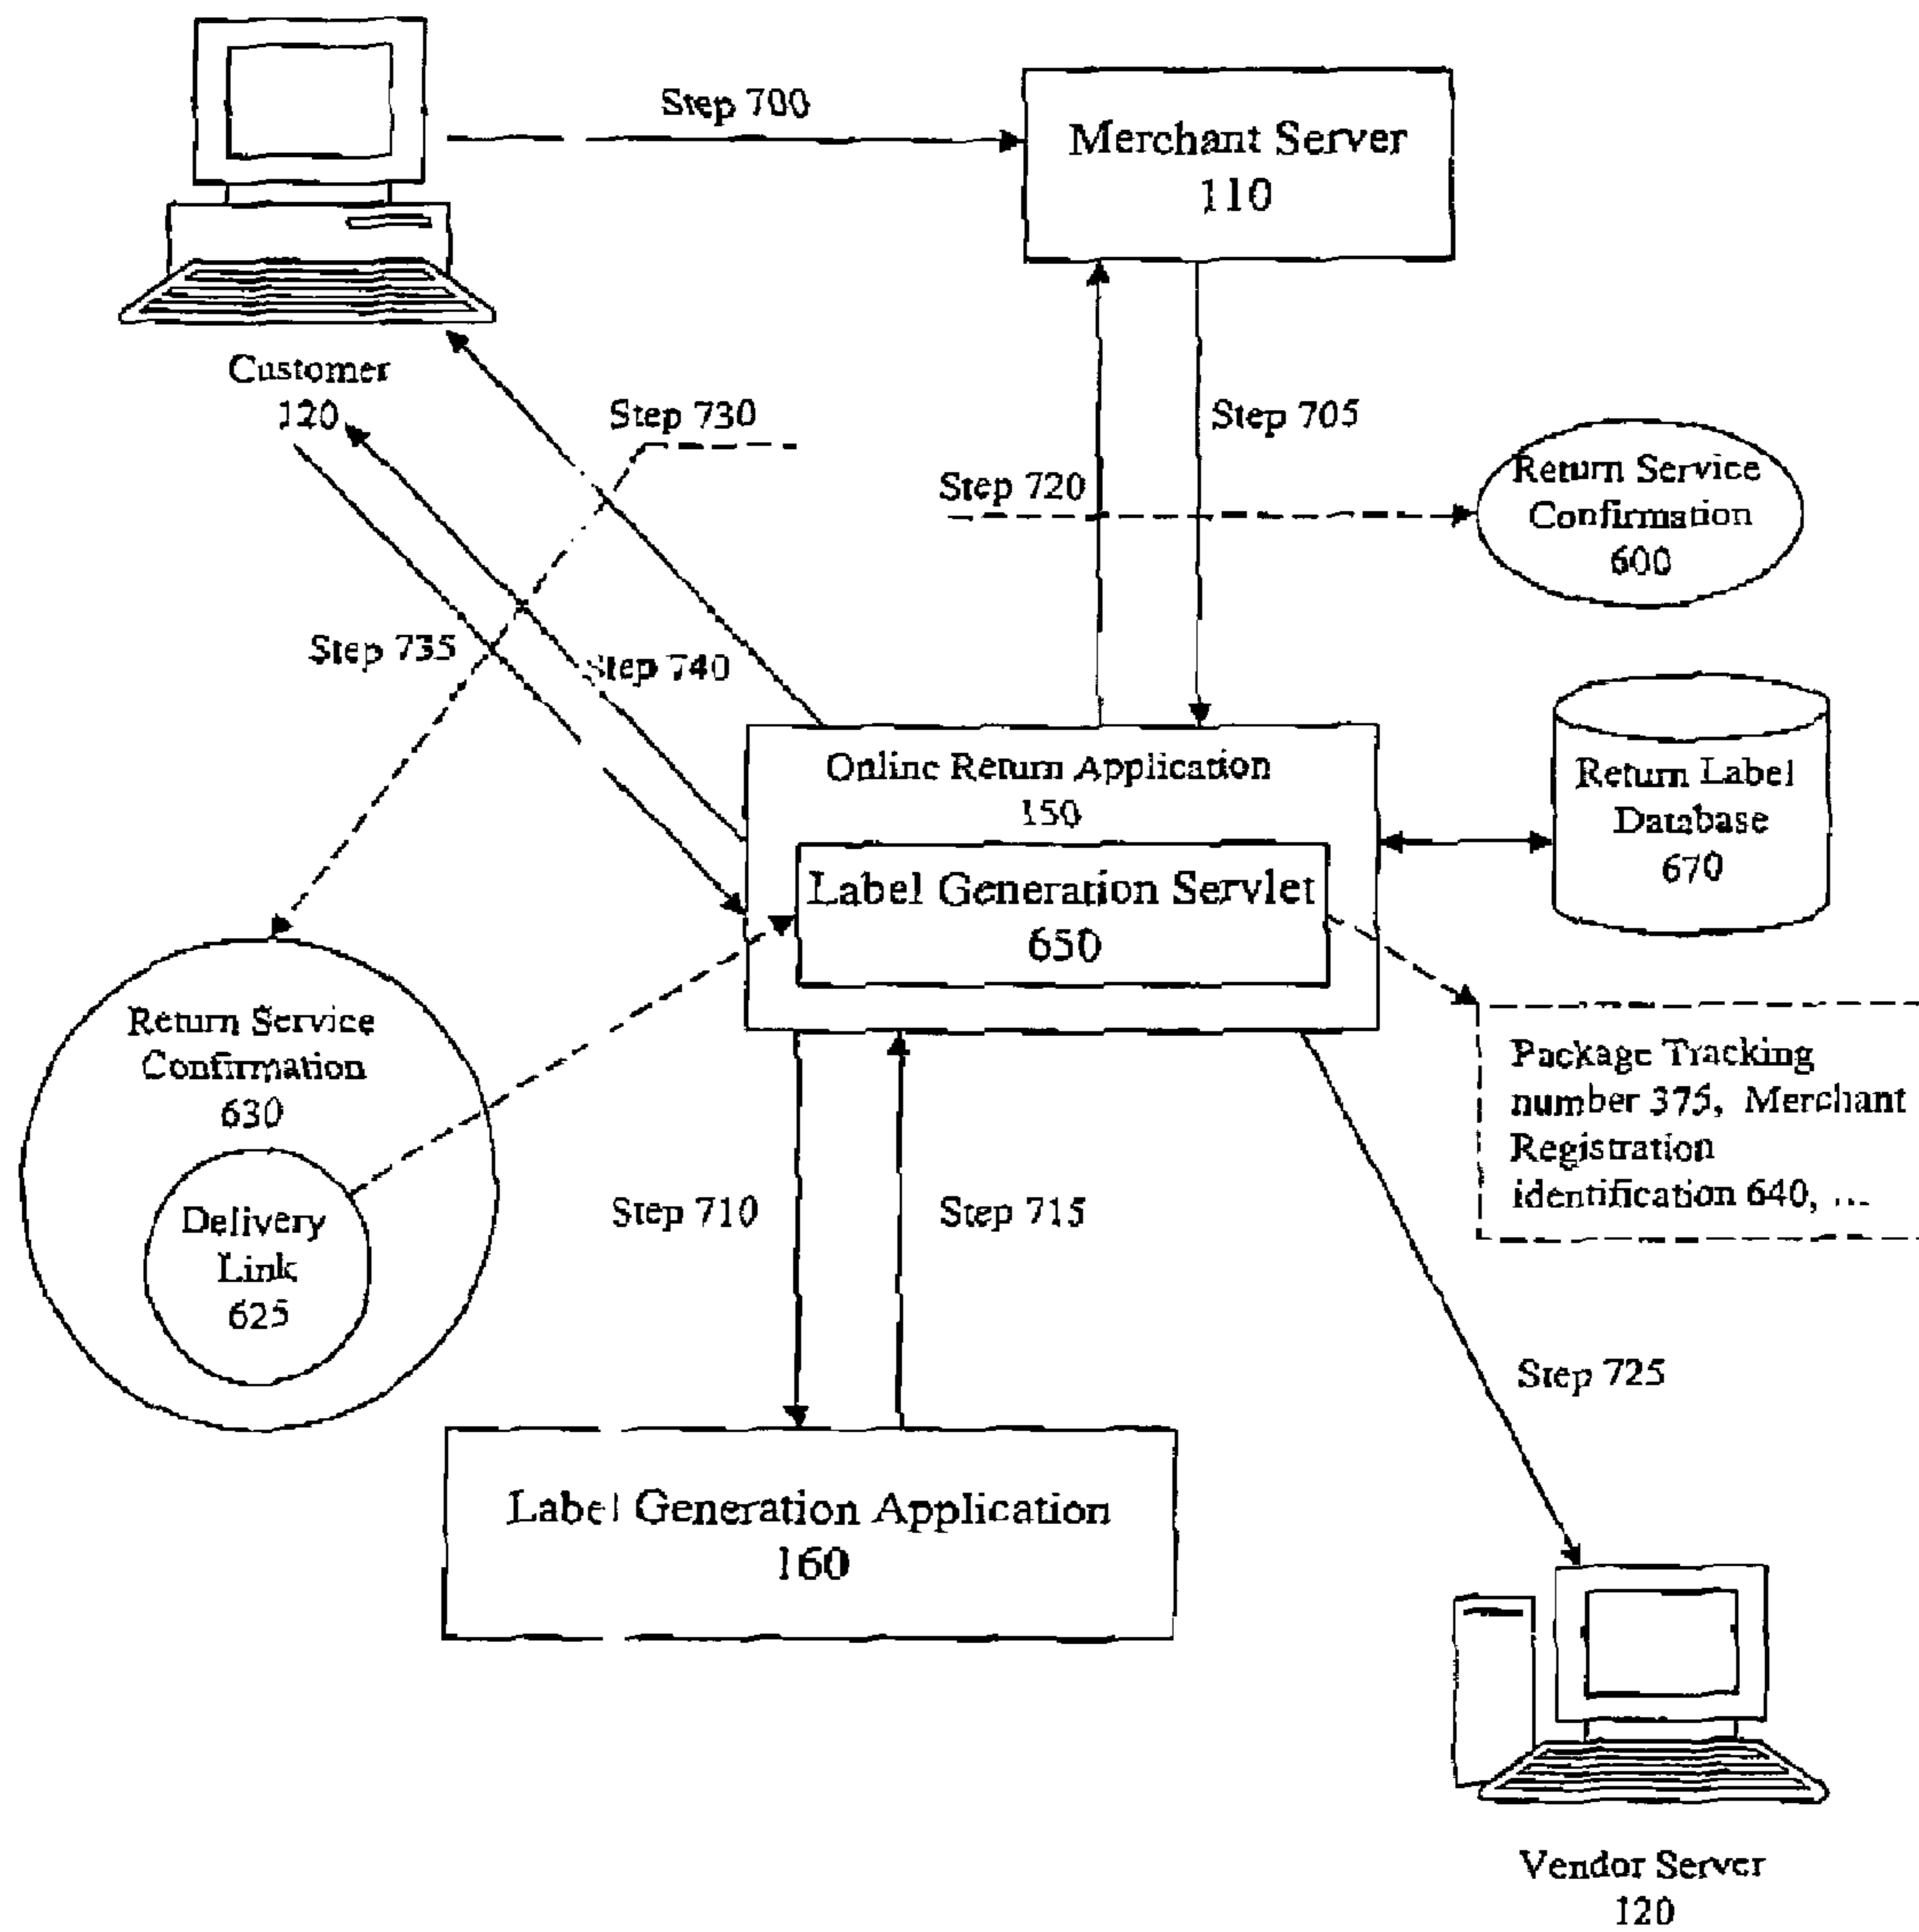 Step 700
Merchant Server
110
Customer
120
Step 730
Step 705
Step 720
Return Service
Confirmation
600
Step 735
Step 740
Online Return Application
150
Return Label
Database
670
Label Generation Servlet
650
Return Service
Confirmation
630
Package Tracking
number 375, Merchant
Registration
identification 640, ...
Delivery
Link
625
Step 710
Step 715
Step 725
Label Generation Application
160
Vendor Server
120